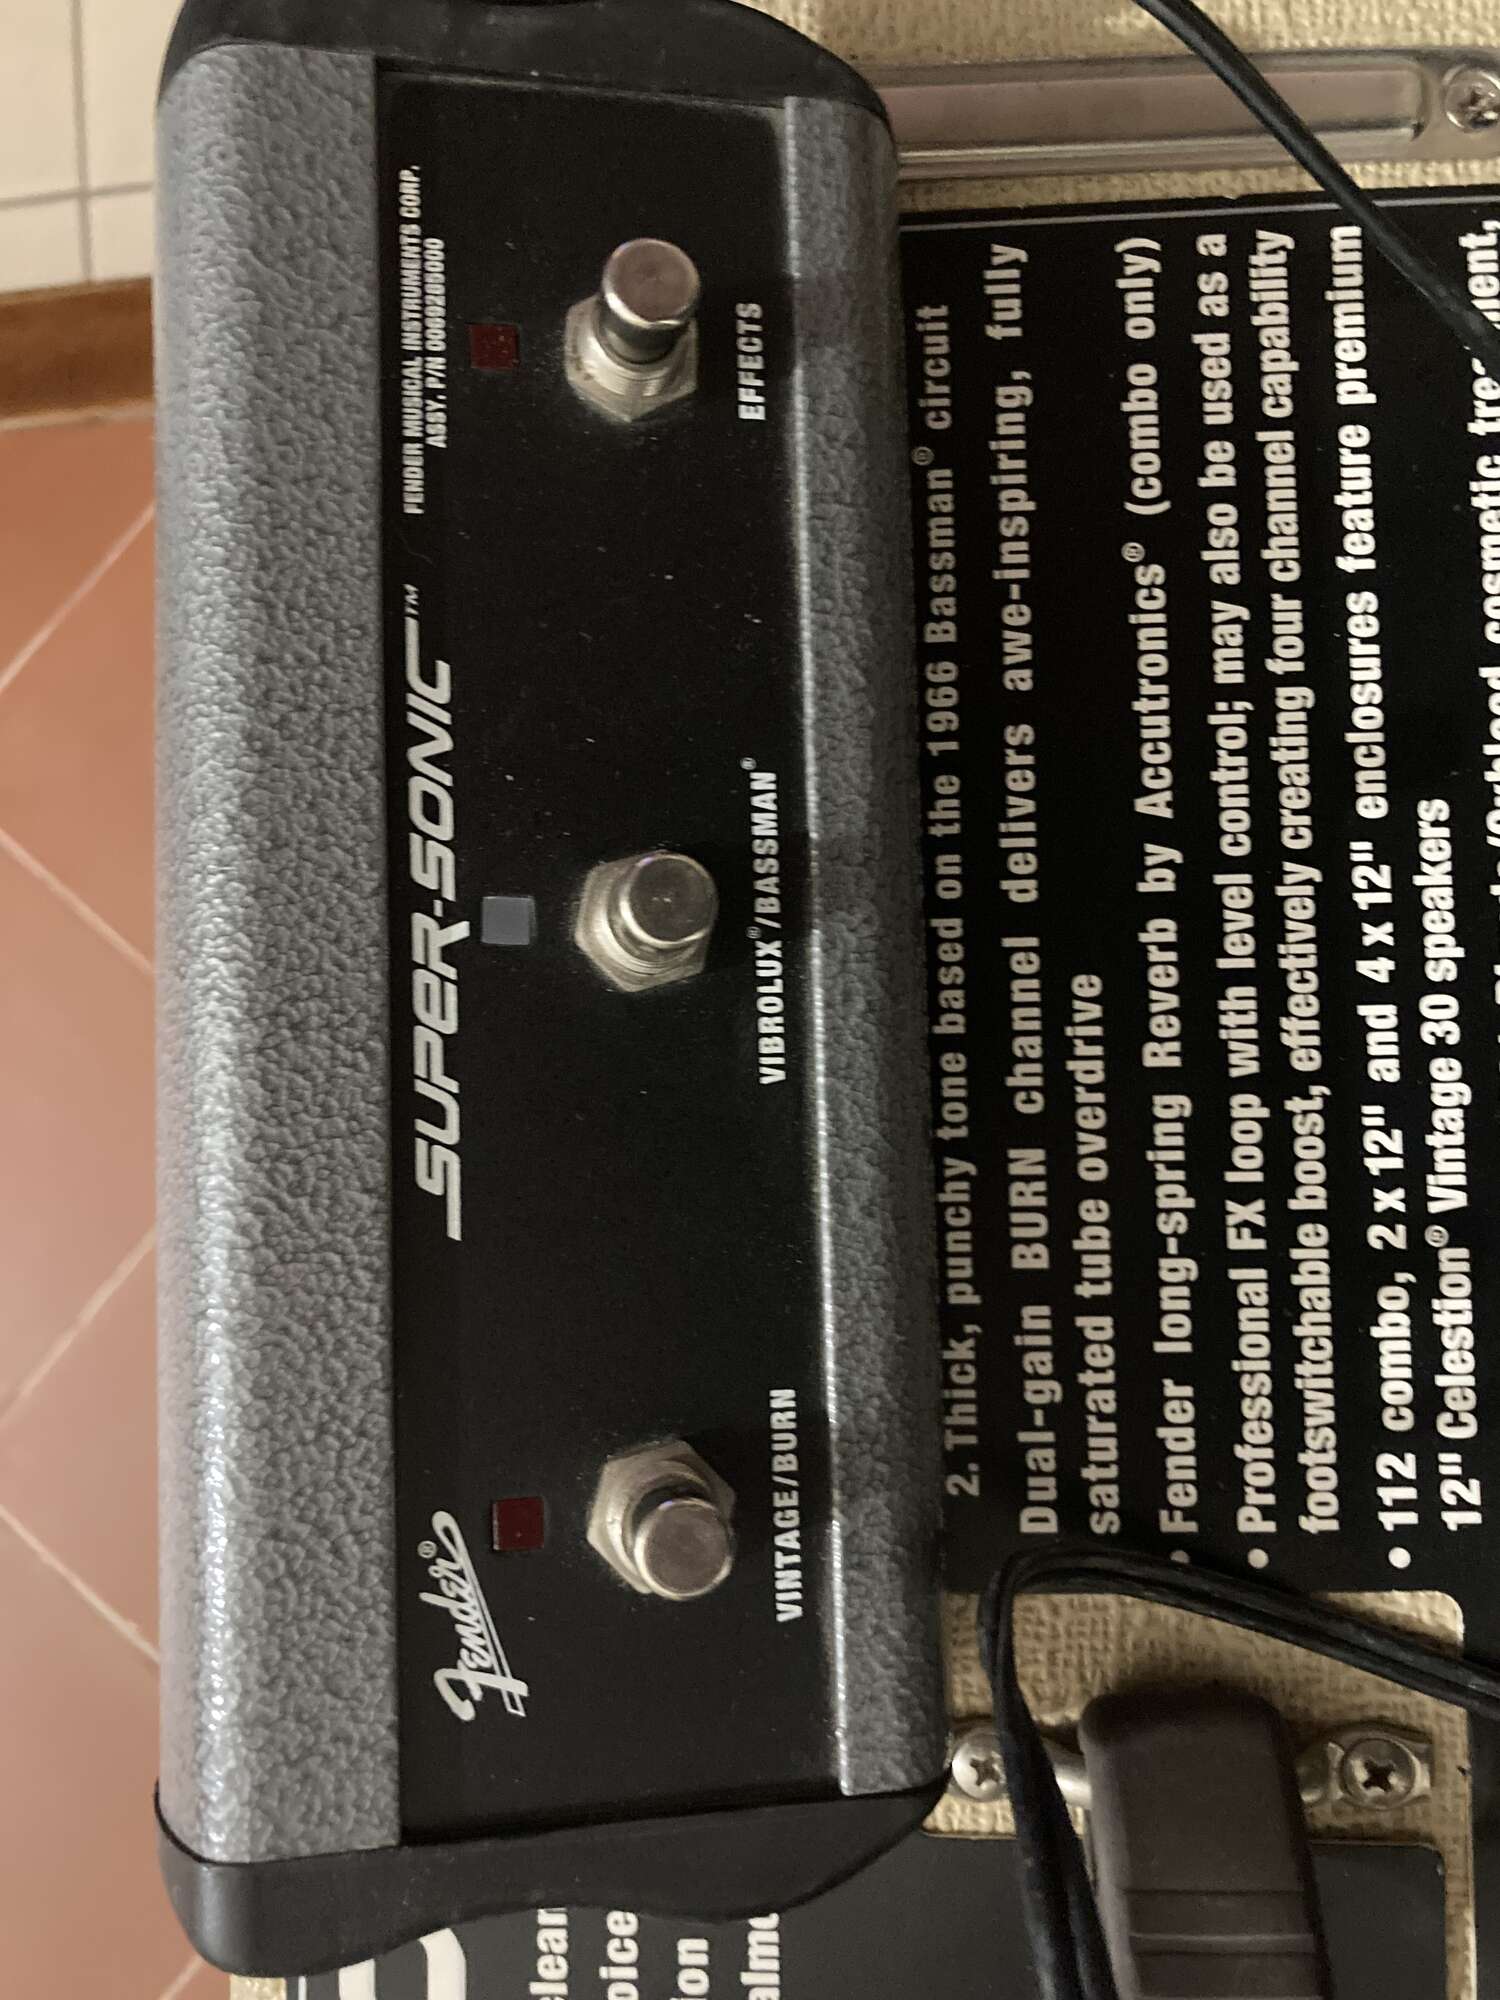 Fender®
SUPER-SONIC™
FENDER MUSICAL INSTRUMENTS CORP.
ASSY. P/N 0069285000
VINTAGE/BURN
VIBROLUX®/BASSMAN®
EFFECTS
2. Thick, punchy tone based on the 1966 Bassman® circuit
Dual-gain BURN channel delivers awe-inspiring, fully
saturated tube overdrive
• Fender long-spring Reverb by Accutronics® (combo only)
• Professional FX loop with level control; may also be used as a
footswitchable boost, effectively creating four channel capability
• 112 combo, 2 x 12" and 4 x 12" enclosures feature premium
12" Celestion® Vintage 30 speakers
cosmetic
clean